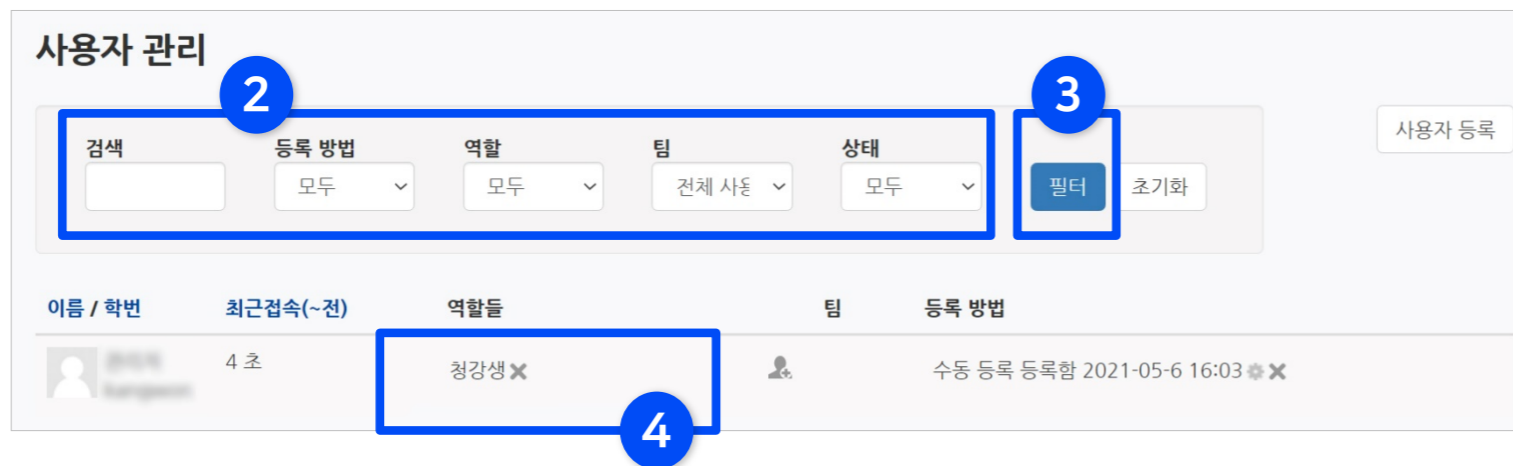 사용자 관리
2
3
검색 등록 방법 역할 팀 상태
사용자 등록
모두 모두 전체 사용 모두 필터 초기화
이름 / 학번 최근접속(~전) 역할들 팀 등록 방법
4 초 청강생 수동 등록 등록함 2021-05-6 16:03
4